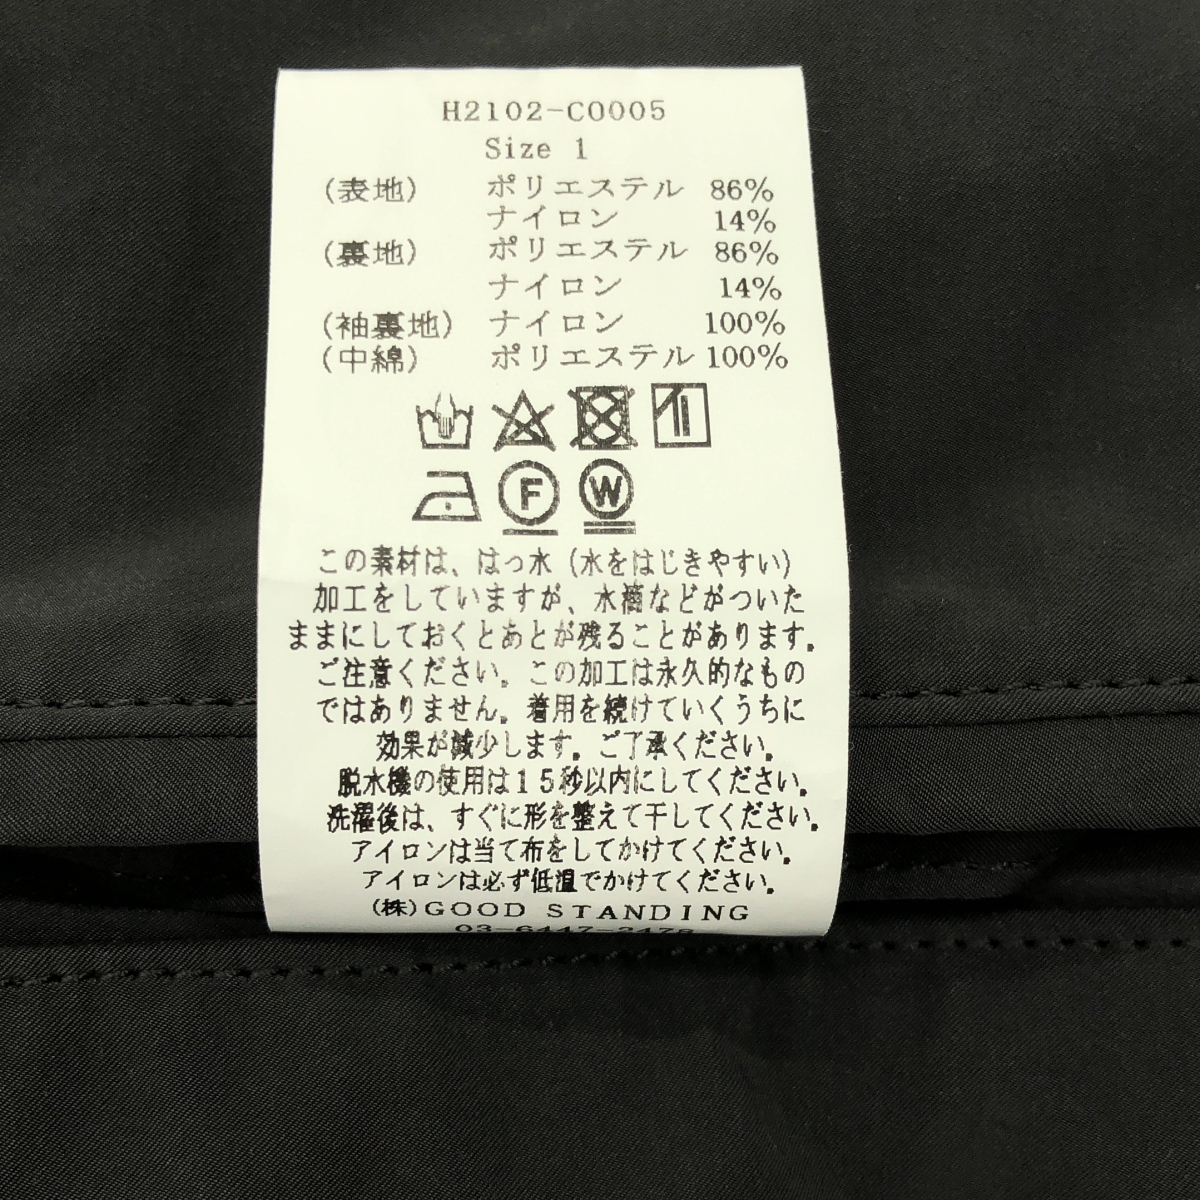 H2102-C0005
Size 1
(表地) ポリエステル 86%
ナイロン 14%
(裏地) ポリエステル 86%
ナイロン 14%
(袖裏地) ナイロン 100%
(中綿) ポリエステル 100%
F W
この素材は、はっ水（水をはじきやすい）
加工をしていますが、水滴などがついた
ままにしておくとあとが残ることがあります。
ご注意ください。この加工は永久的なもの
ではありません。着用を続けていくうちに
効果が減少します。ご了承ください。
脱水機の使用は１５秒以内にしてください。
洗濯後は、すぐに形を整えて干してください。
アイロンは当て布をしてかけてください。
アイロンは必ず低温でかけてください。
(株)GOOD STANDING
03-6447-2478